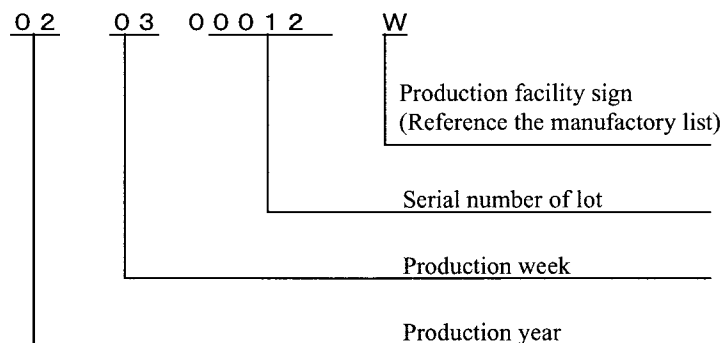 02 03 00012 W
Production facility sign
(Reference the manufactory list)
Serial number of lot
Production week
Production year